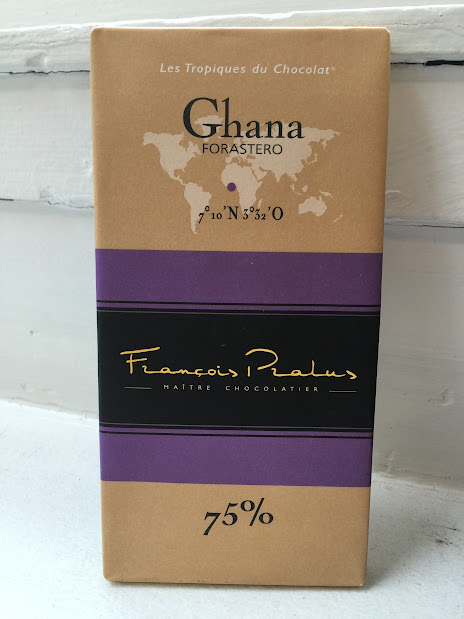 Les Tropiques du Chocolat®
Ghana
FORASTERO
7°10'N 3°32'O
François Pralus
MAÎTRE CHOCOLATIER
75%